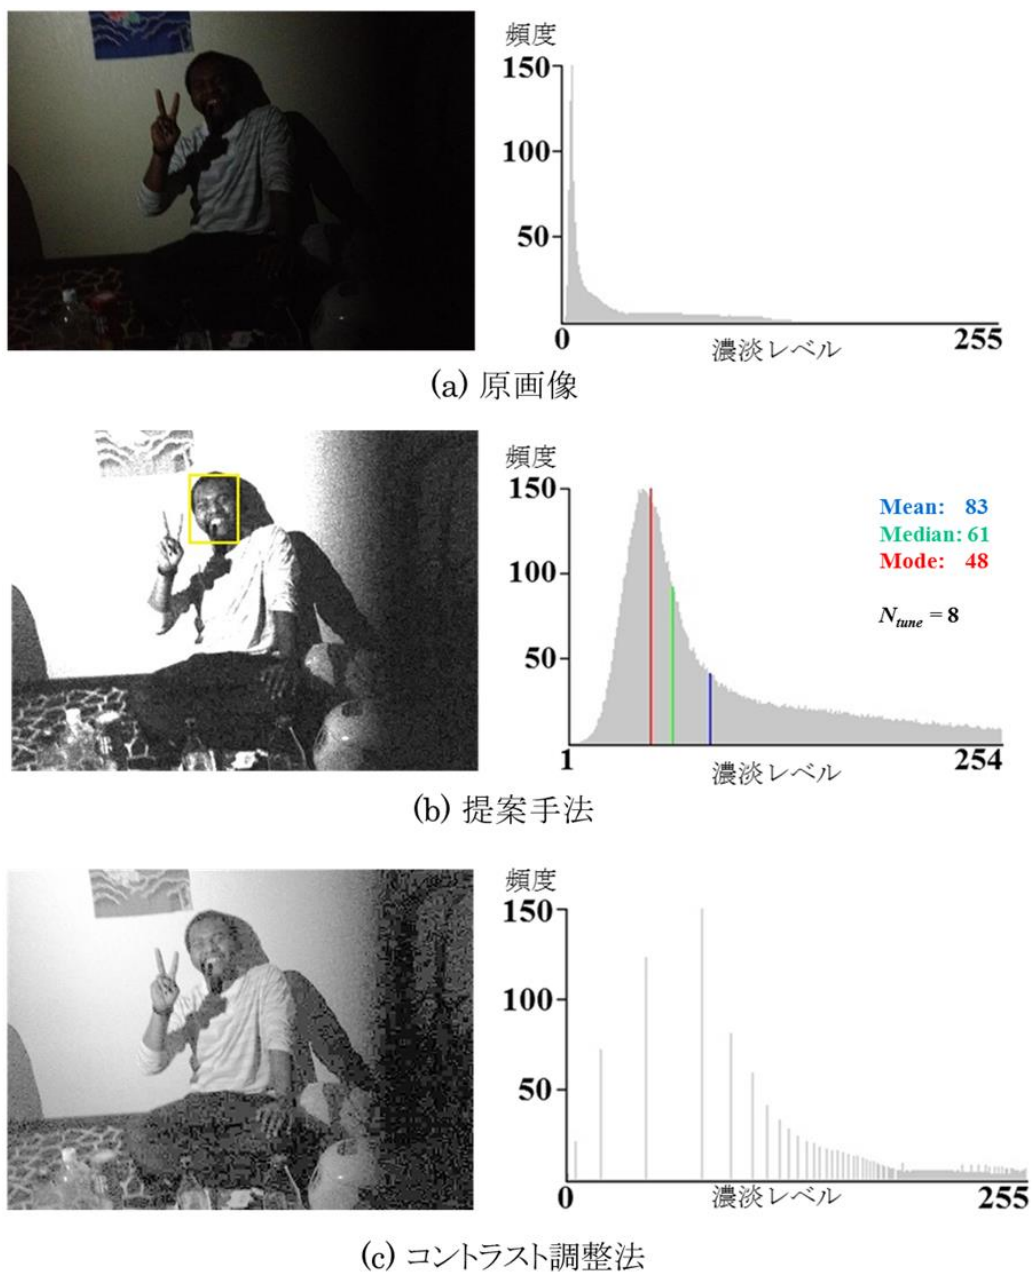 頻度
150
100
50
0
255
濃淡レベル
(a) 原画像
頻度
150
100
50
Mean: 83
Median: 61
Mode: 48
Ntune = 8
1
254
濃淡レベル
(b) 提案手法
頻度
150
100
50
0
255
濃淡レベル
(c) コントラスト調整法